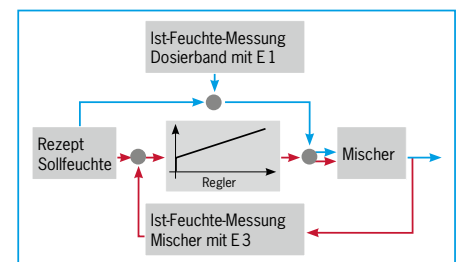 Ist-Feuchte-Messung
Dosierband mit E 1
Rezept
Sollfeuchte
Regler
Mischer
Ist-Feuchte-Messung
Mischer mit E 3